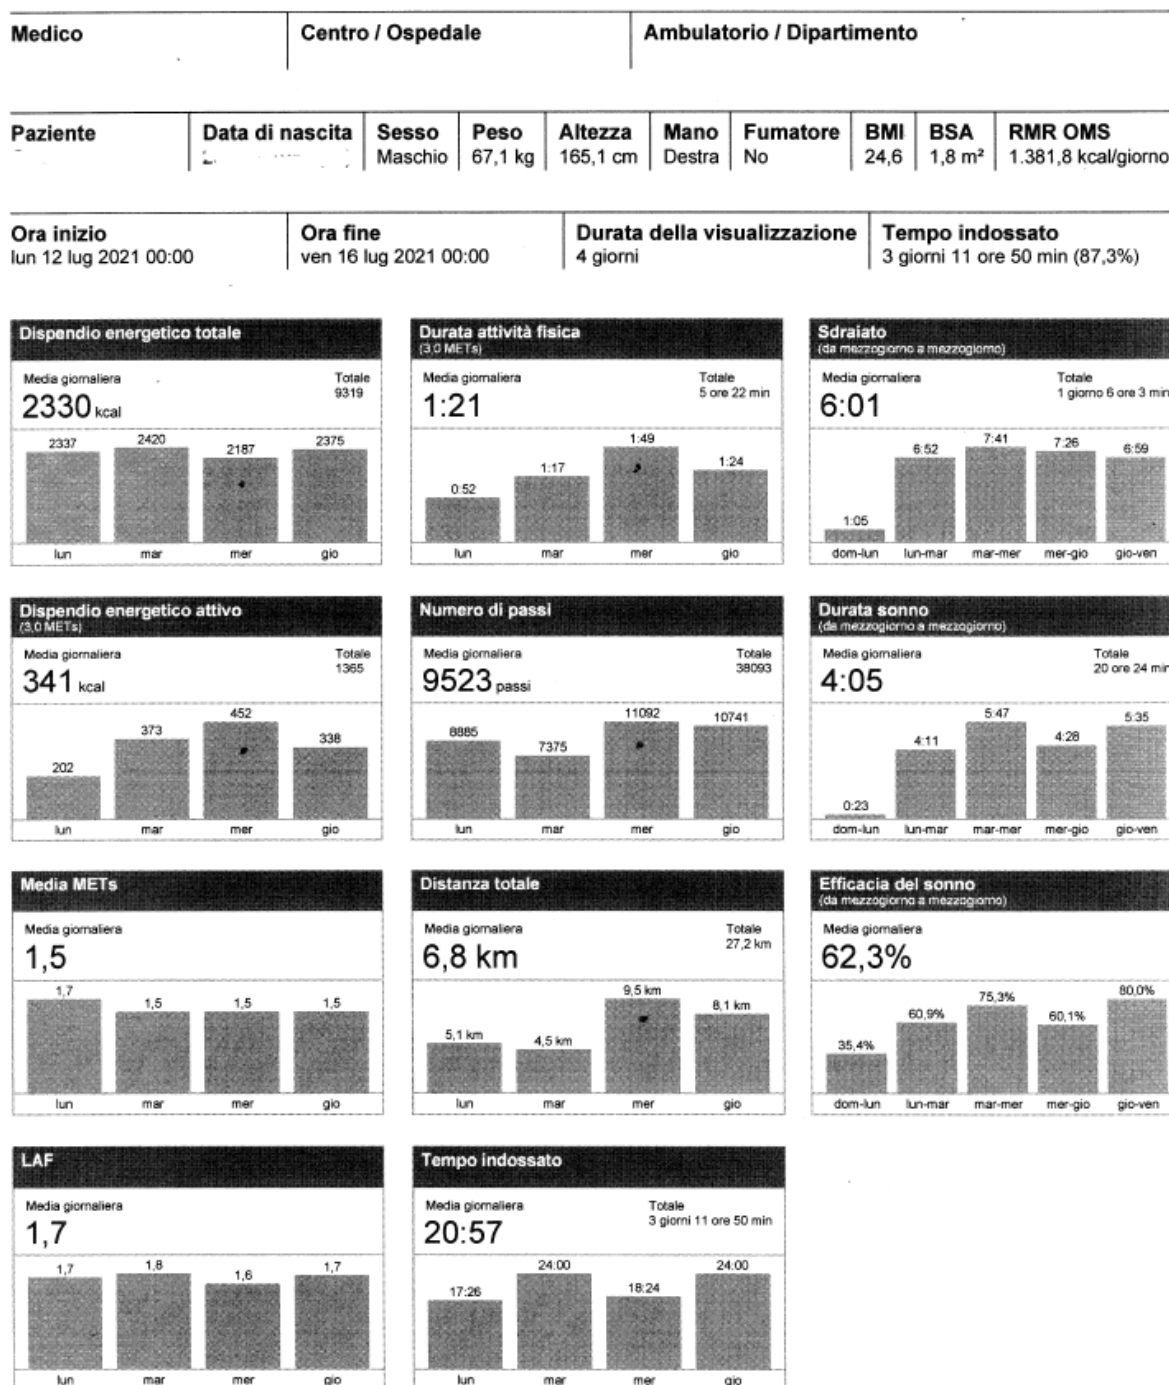 Medico Centro / Ospedale Ambulatorio / Dipartimento
Paziente Data di nascita Sesso Peso Altezza Mano Fumatore BMI BSA RMR OMS
Maschio 67,1 kg 165,1 cm Destra No 24,6 1,8 m² 1.381,8 kcal/giorno
Ora inizio Ora fine Durata della visualizzazione Tempo indossato
lun 12 lug 2021 00:00 ven 16 lug 2021 00:00 4 giorni 3 giorni 11 ore 50 min (87,3%)
Dispendio energetico totale
Media giornaliera Totale
2330 kcal 9319
2337 2420 2187 2375
lun mar mer gio
Durata attività fisica
(3,0 METs)
Media giornaliera Totale
1:21 5 ore 22 min
0:52 1:17 1:49 1:24
lun mar mer gio
Sdraiato
(da mezzogiorno a mezzogiorno)
Media giornaliera Totale
6:01 1 giorno 6 ore 3 min
1:05 6:52 7:41 7:26 6:59
dom-lun lun-mar mar-mer mer-gio gio-ven
Dispendio energetico attivo
(3,0 METs)
Media giornaliera Totale
341 kcal 1365
202 373 452 338
lun mar mer gio
Numero di passi
Media giornaliera Totale
9523 passi 38093
8885 7375 11092 10741
lun mar mer gio
Durata sonno
(da mezzogiorno a mezzogiorno)
Media giornaliera Totale
4:05 20 ore 24 min
0:23 4:11 5:47 4:28 5:35
dom-lun lun-mar mar-mer mer-gio gio-ven
Media METs
Media giornaliera
1,5
1,7 1,5 1,5 1,5
lun mar mer gio
Distanza totale
Media giornaliera Totale
6,8 km 27,2 km
5,1 km 4,5 km 9,5 km 8,1 km
lun mar mer gio
Efficacia del sonno
(da mezzogiorno a mezzogiorno)
Media giornaliera
62,3%
35,4% 60,9% 75,3% 60,1% 80,0%
dom-lun lun-mar mar-mer mer-gio gio-ven
LAF
Media giornaliera
1,7
1,7 1,8 1,6 1,7
lun mar mer gio
Tempo indossato
Media giornaliera Totale
20:57 3 giorni 11 ore 50 min
17:26 24:00 18:24 24:00
lun mar mer gio